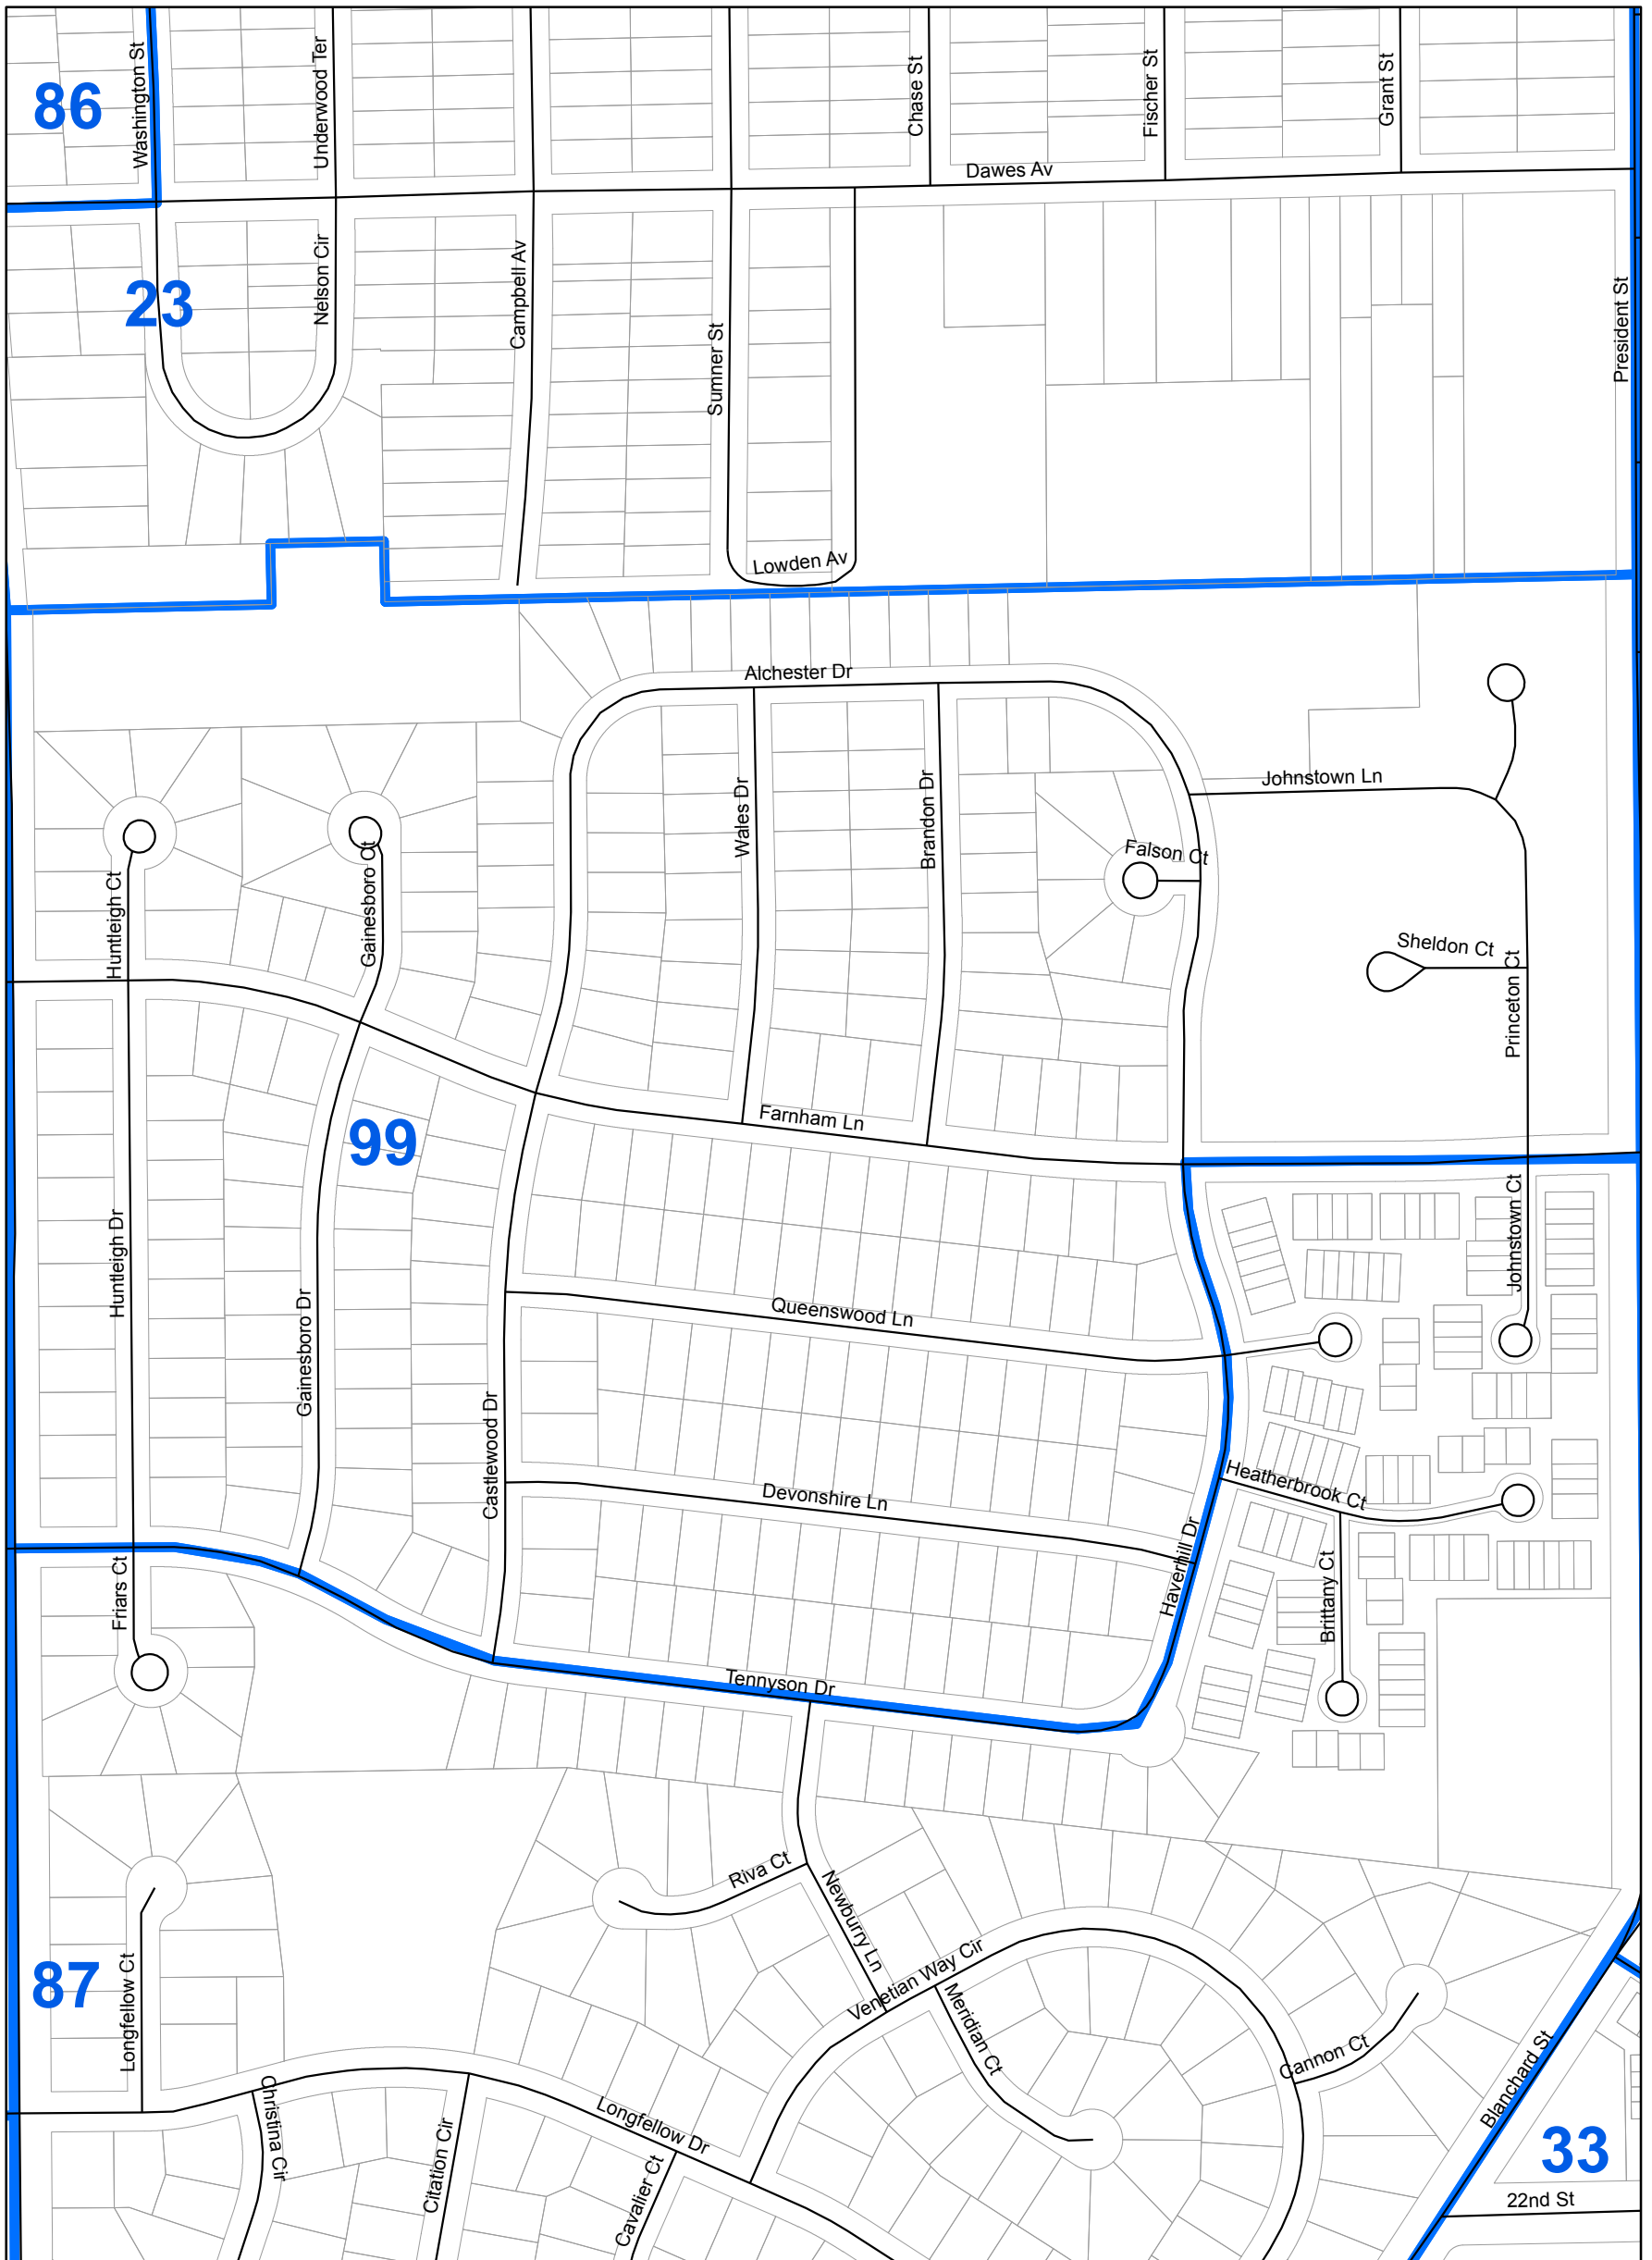 86
Washington St
Underwood Ter
Chase St
Fischer St
Grant St
Dawes Av
23
Nelson Cir
Campbell Av
Sumner St
President St
Lowden Av
Alchester Dr
Johnstown Ln
Wales Dr
Brandon Dr
Falson Ct
Huntleigh Ct
Gainesboro Ct
Sheldon Ct
Princeton Ct
Farnham Ln
99
Huntleigh Dr
Gainesboro Dr
Johnstown Ct
Queenswood Ln
Castlewood Dr
Devonshire Ln
Heatherbrook Ct
Haverhill Dr
Brittany Ct
Friars Ct
Tennyson Dr
Riva Ct
Newburry Ln
Venetian Way Cir
87
Longfellow Ct
Meridian Ct
Cannon Ct
Blanchard St
Christina Cir
Citation Cir
Longfellow Dr
Cavalier Ct
33
22nd St